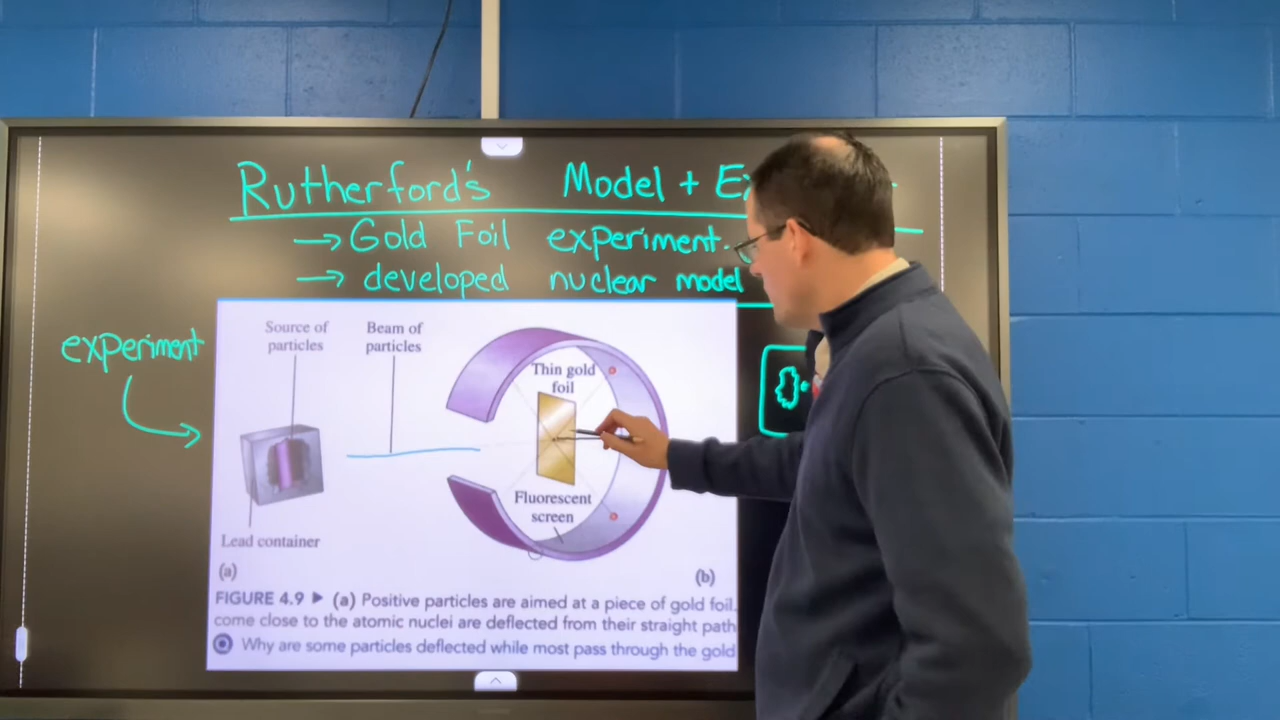 Rutherford's Model + E
→ Gold Foil experiment.
→ developed nuclear model
experiment
Source of
particles
Beam of
particles
Thin gold
foil
Fluorescent
screen
Lead container
(a)
(b)
FIGURE 4.9 ► (a) Positive particles are aimed at a piece of gold foil.
come close to the atomic nuclei are deflected from their straight path
Why are some particles deflected while most pass through the gold